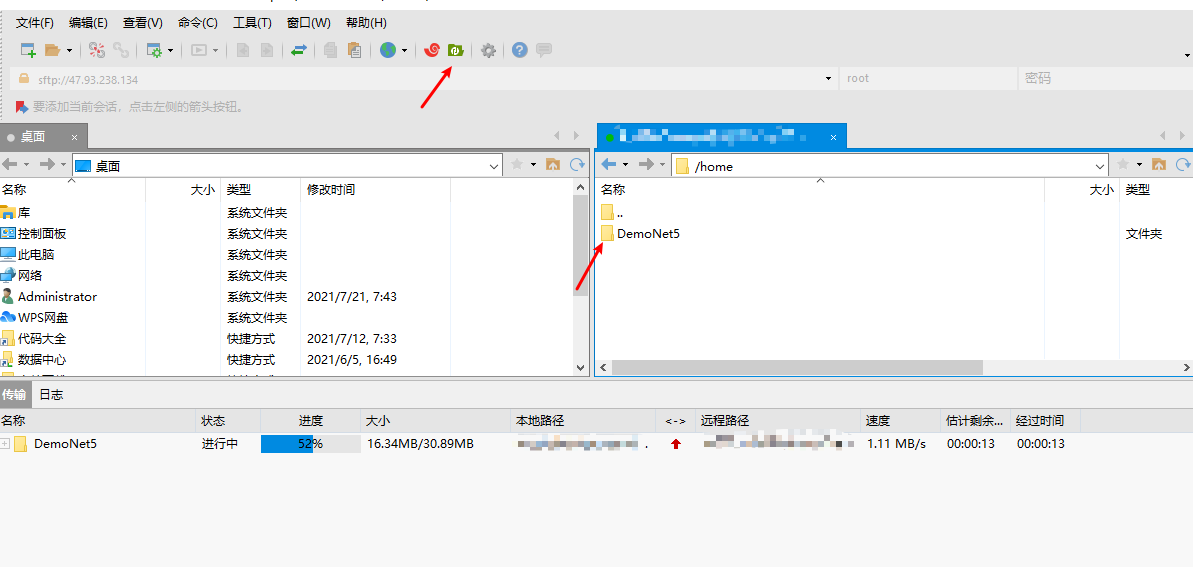 文件(F) 编辑(E) 查看(V) 命令(C) 工具(T) 窗口(W) 帮助(H)
sftp://47.93.238.134 root 密码
要添加当前会话，点击左侧的箭头按钮。
桌面 ×
×
桌面
/home
名称 大小 类型 修改时间
名称 大小 类型
库 系统文件夹
控制面板 系统文件夹
此电脑 系统文件夹
网络 系统文件夹
Administrator 系统文件夹 2021/7/21, 7:43
WPS网盘 系统文件夹
代码大全 快捷方式 2021/7/12, 7:33
数据中心 快捷方式 2021/6/5, 16:49
..
DemoNet5 文件夹
传输 日志
名称 状态 进度 大小 本地路径 <-> 远程路径 速度 估计剩余... 经过时间
DemoNet5 进行中 52% 16.34MB/30.89MB . 1.11 MB/s 00:00:13 00:00:13